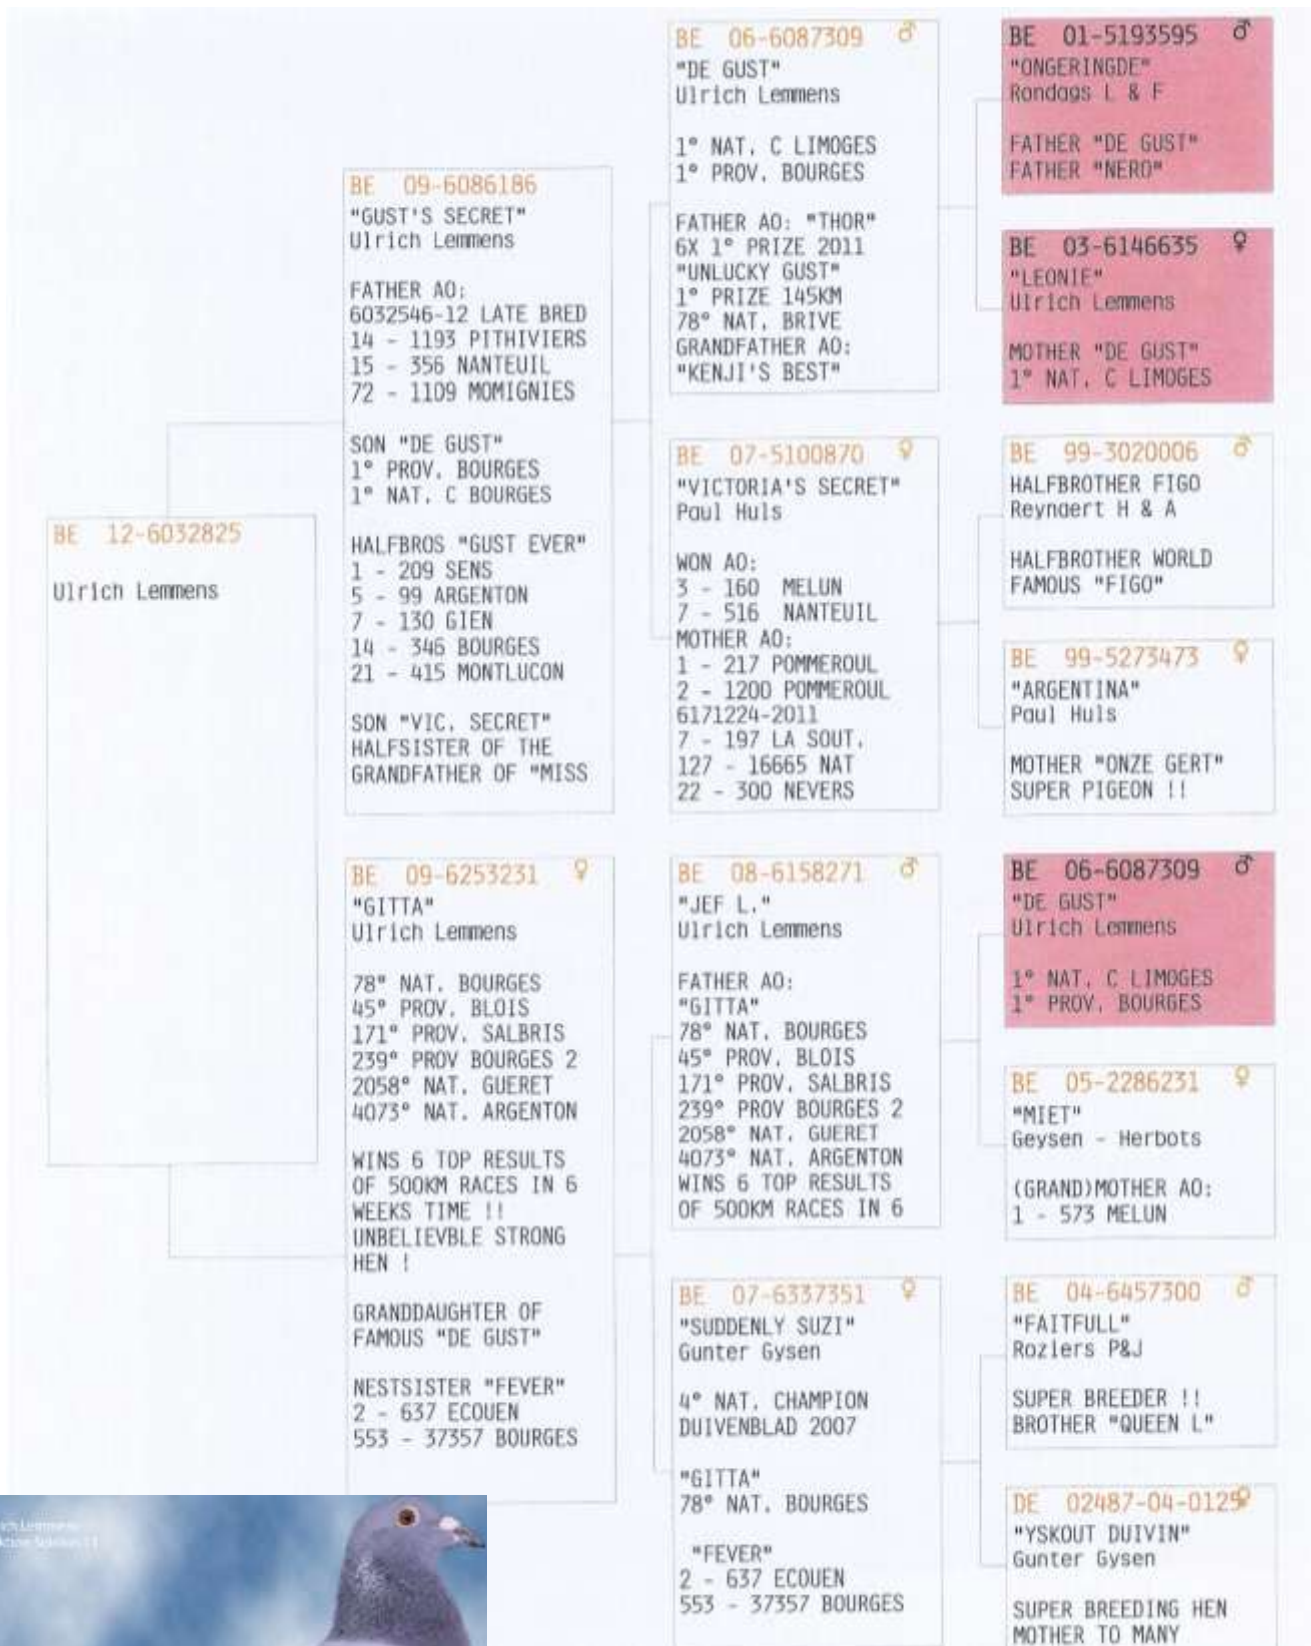 BE 12-6032825
Ulrich Lemmens
BE 09-6086186
"GUST'S SECRET"
Ulrich Lemmens
FATHER AO:
6032546-12 LATE BRED
14 - 1193 PITHIVIERS
15 - 356 NANTEUIL
72 - 1109 MOMIGNIES
SON "DE GUST"
1° PROV. BOURGES
1° NAT. C BOURGES
HALFBROS "GUST EVER"
1 - 209 SENS
5 - 99 ARGENTON
7 - 130 GIEN
14 - 346 BOURGES
21 - 415 MONTLUCON
SON "VIC. SECRET"
HALFSISTER OF THE
GRANDFATHER OF "MISS
BE 09-6253231 ♀
"GITTA"
Ulrich Lemmens
78° NAT. BOURGES
45° PROV. BLOIS
171° PROV. SALBRIS
239° PROV BOURGES 2
2058° NAT. GUERET
4073° NAT. ARGENTON
WINS 6 TOP RESULTS
OF 500KM RACES IN 6
WEEKS TIME !!
UNBELIEVBLE STRONG
HEN !
GRANDDAUGHTER OF
FAMOUS "DE GUST"
NESTSISTER "FEVER"
2 - 637 ECOUEN
553 - 37357 BOURGES
BE 06-6087309 ♂
"DE GUST"
Ulrich Lemmens
1° NAT. C LIMOGES
1° PROV. BOURGES
FATHER AO: "THOR"
6X 1° PRIZE 2011
"UNLUCKY GUST"
1° PRIZE 145KM
78° NAT. BRIVE
GRANDFATHER AO:
"KENJI'S BEST"
BE 07-5100870 ♀
"VICTORIA'S SECRET"
Paul Huls
WON AO:
3 - 160 MELUN
7 - 516 NANTEUIL
MOTHER AO:
1 - 217 POMMEROUL
2 - 1200 POMMEROUL
6171224-2011
7 - 197 LA SOUT.
127 - 16665 NAT
22 - 300 NEVERS
BE 08-6158271 ♂
"JEF L."
Ulrich Lemmens
FATHER AO:
"GITTA"
78° NAT. BOURGES
45° PROV. BLOIS
171° PROV. SALBRIS
239° PROV BOURGES 2
2058° NAT. GUERET
4073° NAT. ARGENTON
WINS 6 TOP RESULTS
OF 500KM RACES IN 6
BE 07-6337351 ♀
"SUDDENLY SUZI"
Gunter Gysen
4° NAT. CHAMPION
DUIVENBLAD 2007
"GITTA"
78° NAT. BOURGES
"FEVER"
2 - 637 ECOUEN
553 - 37357 BOURGES
BE 01-5193595 ♂
"ONGERINGDE"
Rondags L & F
FATHER "DE GUST"
FATHER "NERO"
BE 03-6146635 ♀
"LEONIE"
Ulrich Lemmens
MOTHER "DE GUST"
1° NAT. C LIMOGES
BE 99-3020006 ♂
HALFBROTHER FIGO
Reynaert H & A
HALFBROTHER WORLD
FAMOUS "FIGO"
BE 99-5273473 ♀
"ARGENTINA"
Paul Huls
MOTHER "ONZE GERT"
SUPER PIGEON !!
BE 06-6087309 ♂
"DE GUST"
Ulrich Lemmens
1° NAT. C LIMOGES
1° PROV. BOURGES
BE 05-2286231 ♀
"MIET"
Geysen - Herbots
(GRAND)MOTHER AO:
1 - 573 MELUN
BE 04-6457300 ♂
"FAITFULL"
Roziers P&J
SUPER BREEDER !!
BROTHER "QUEEN L"
DE 02487-04-0125♀
"YSKOUT DUIVIN"
Gunter Gysen
SUPER BREEDING HEN
MOTHER TO MANY